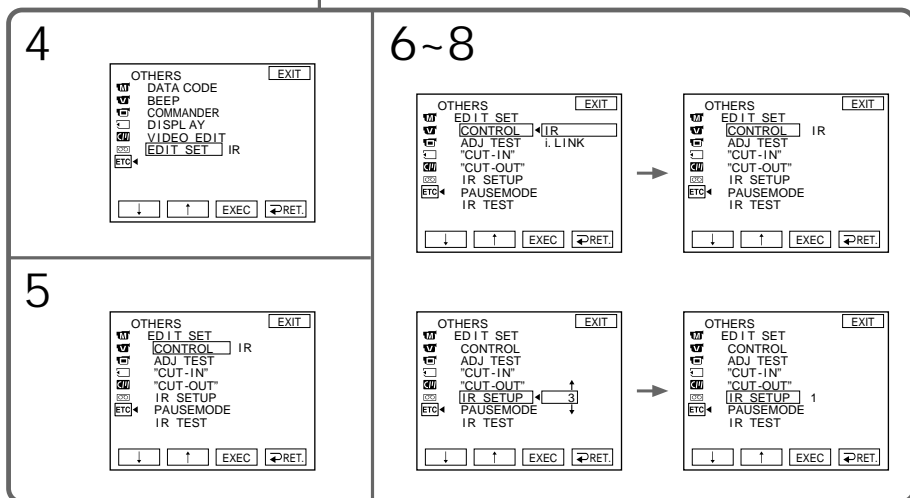 4
OTHERS EXIT
DATA CODE
BEEP
COMMANDER
DISPLAY
VIDEO EDIT
EDIT SET IR
ETC
↓ ↑ EXEC RET.
5
OTHERS EXIT
EDIT SET
CONTROL IR
ADJ TEST
"CUT-IN"
"CUT-OUT"
IR SETUP
ETC PAUSEMODE
IR TEST
↓ ↑ EXEC RET.
6~8
OTHERS EXIT
EDIT SET
CONTROL IR
ADJ TEST i.LINK
"CUT-IN"
"CUT-OUT"
IR SETUP
ETC PAUSEMODE
IR TEST
↓ ↑ EXEC RET.
OTHERS EXIT
EDIT SET
CONTROL IR
ADJ TEST
"CUT-IN"
"CUT-OUT"
IR SETUP
ETC PAUSEMODE
IR TEST
↓ ↑ EXEC RET.
OTHERS EXIT
EDIT SET
CONTROL
ADJ TEST
"CUT-IN"
"CUT-OUT"
IR SETUP 3
ETC PAUSEMODE
IR TEST
↓ ↑ EXEC RET.
OTHERS EXIT
EDIT SET
CONTROL
ADJ TEST
"CUT-IN"
"CUT-OUT"
IR SETUP 1
ETC PAUSEMODE
IR TEST
↓ ↑ EXEC RET.